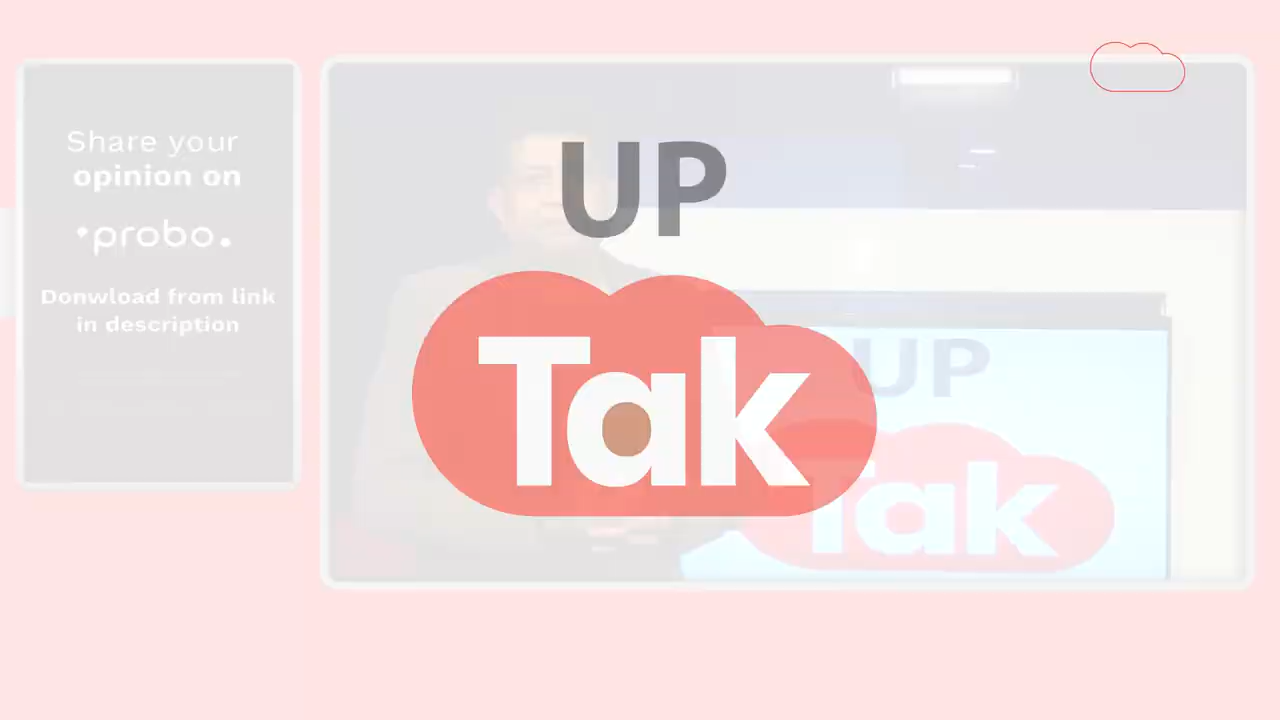 Share your
opinion on
probo.
Donwload from link
in description
UP
Tak
UP
Tak